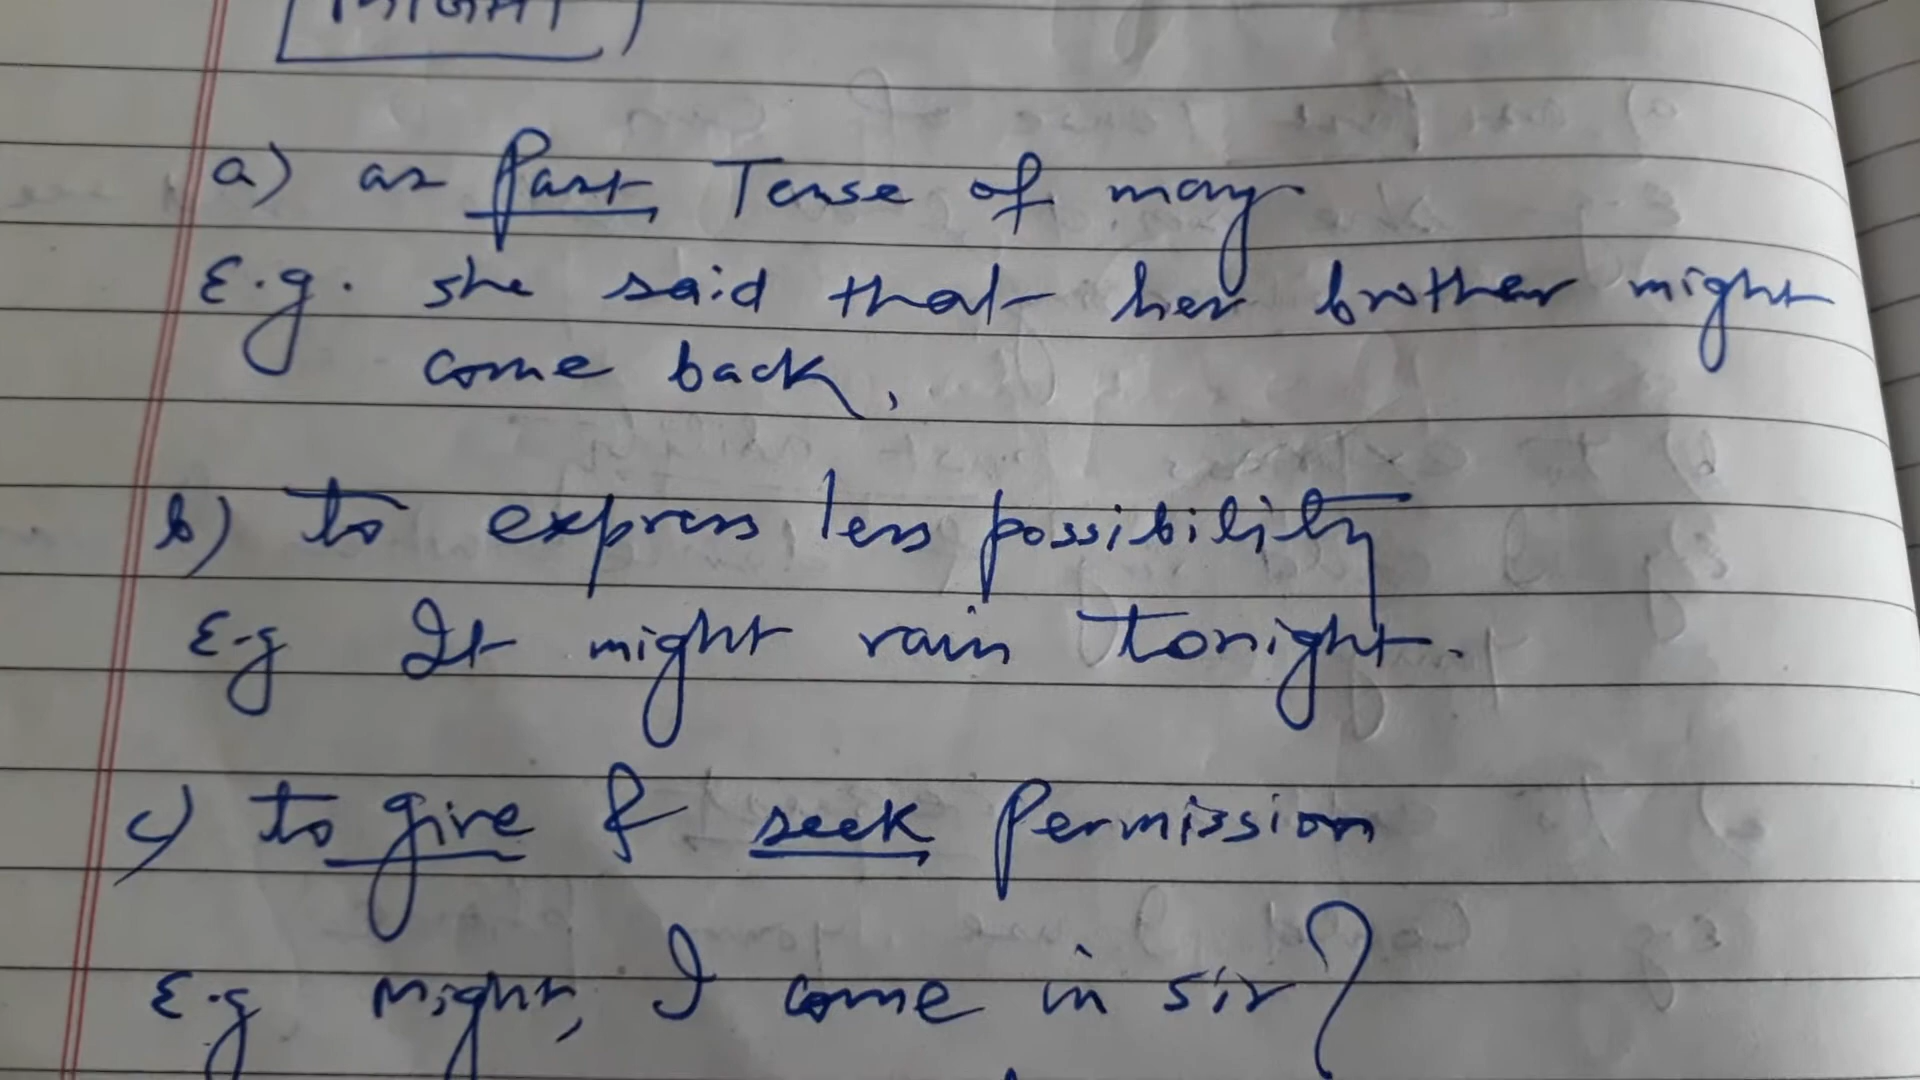 a) as Past Tense of may
E.g. she said that her brother might
come back,
b) to express less possibility
E.g It might rain tonight.
c) to give & seek Permission
E.g Might, I come in sir?